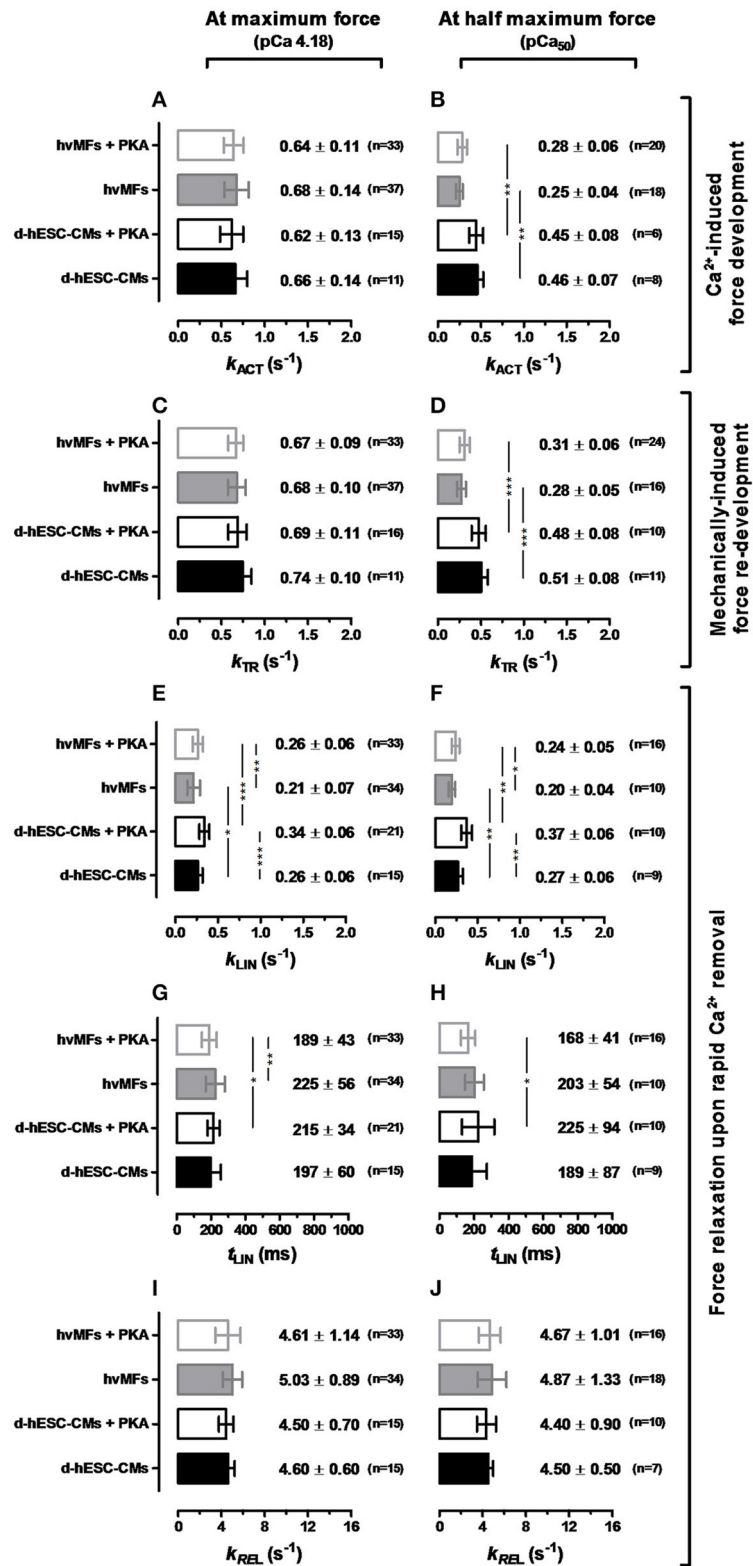 At maximum force
(pCa 4.18)
At half maximum force
(pCa₅₀)
A
hvMFs + PKA
0.64 ± 0.11 (n=33)
hvMFs
0.68 ± 0.14 (n=37)
d-hESC-CMs + PKA
0.62 ± 0.13 (n=15)
d-hESC-CMs
0.66 ± 0.14 (n=11)
0.0 0.5 1.0 1.5 2.0
kACT (s⁻¹)
B
0.28 ± 0.06 (n=20)
0.25 ± 0.04 (n=18)
0.45 ± 0.08 (n=6)
0.46 ± 0.07 (n=8)
**
**
0.0 0.5 1.0 1.5 2.0
kACT (s⁻¹)
Ca²⁺-induced
force development
C
hvMFs + PKA
0.67 ± 0.09 (n=33)
hvMFs
0.68 ± 0.10 (n=37)
d-hESC-CMs + PKA
0.69 ± 0.11 (n=16)
d-hESC-CMs
0.74 ± 0.10 (n=11)
0.0 0.5 1.0 1.5 2.0
kTR (s⁻¹)
D
0.31 ± 0.06 (n=24)
0.28 ± 0.05 (n=16)
0.48 ± 0.08 (n=10)
0.51 ± 0.08 (n=11)
***
***
0.0 0.5 1.0 1.5 2.0
kTR (s⁻¹)
Mechanically-induced
force re-development
E
hvMFs + PKA
0.26 ± 0.06 (n=33)
hvMFs
0.21 ± 0.07 (n=34)
d-hESC-CMs + PKA
0.34 ± 0.06 (n=21)
d-hESC-CMs
0.26 ± 0.06 (n=15)
*
***
**
***
0.0 0.5 1.0 1.5 2.0
kLIN (s⁻¹)
F
0.24 ± 0.05 (n=16)
0.20 ± 0.04 (n=10)
0.37 ± 0.06 (n=10)
0.27 ± 0.06 (n=9)
**
**
*
**
0.0 0.5 1.0 1.5 2.0
kLIN (s⁻¹)
G
hvMFs + PKA
189 ± 43 (n=33)
hvMFs
225 ± 56 (n=34)
d-hESC-CMs + PKA
215 ± 34 (n=21)
d-hESC-CMs
197 ± 60 (n=15)
*
**
0 200 400 600 800 1000
tLIN (ms)
H
168 ± 41 (n=16)
203 ± 54 (n=10)
225 ± 94 (n=10)
189 ± 87 (n=9)
*
0 200 400 600 800 1000
tLIN (ms)
I
hvMFs + PKA
4.61 ± 1.14 (n=33)
hvMFs
5.03 ± 0.89 (n=34)
d-hESC-CMs + PKA
4.50 ± 0.70 (n=15)
d-hESC-CMs
4.60 ± 0.60 (n=15)
0 4 8 12 16
kREL (s⁻¹)
J
4.67 ± 1.01 (n=16)
4.87 ± 1.33 (n=18)
4.40 ± 0.90 (n=10)
4.50 ± 0.50 (n=7)
0 4 8 12 16
kREL (s⁻¹)
Force relaxation upon rapid Ca²⁺ removal